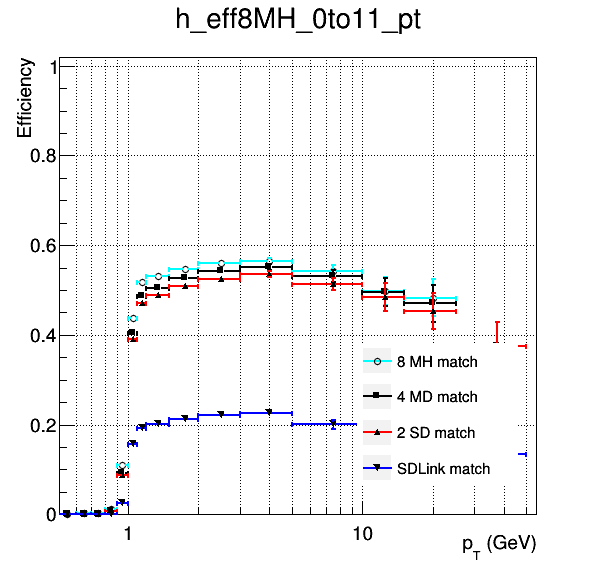 h_eff8MH_0to11_pt
Efficiency
1
0.8
0.6
0.4
0.2
0
8 MH match
4 MD match
2 SD match
SDLink match
1
10
p_T (GeV)